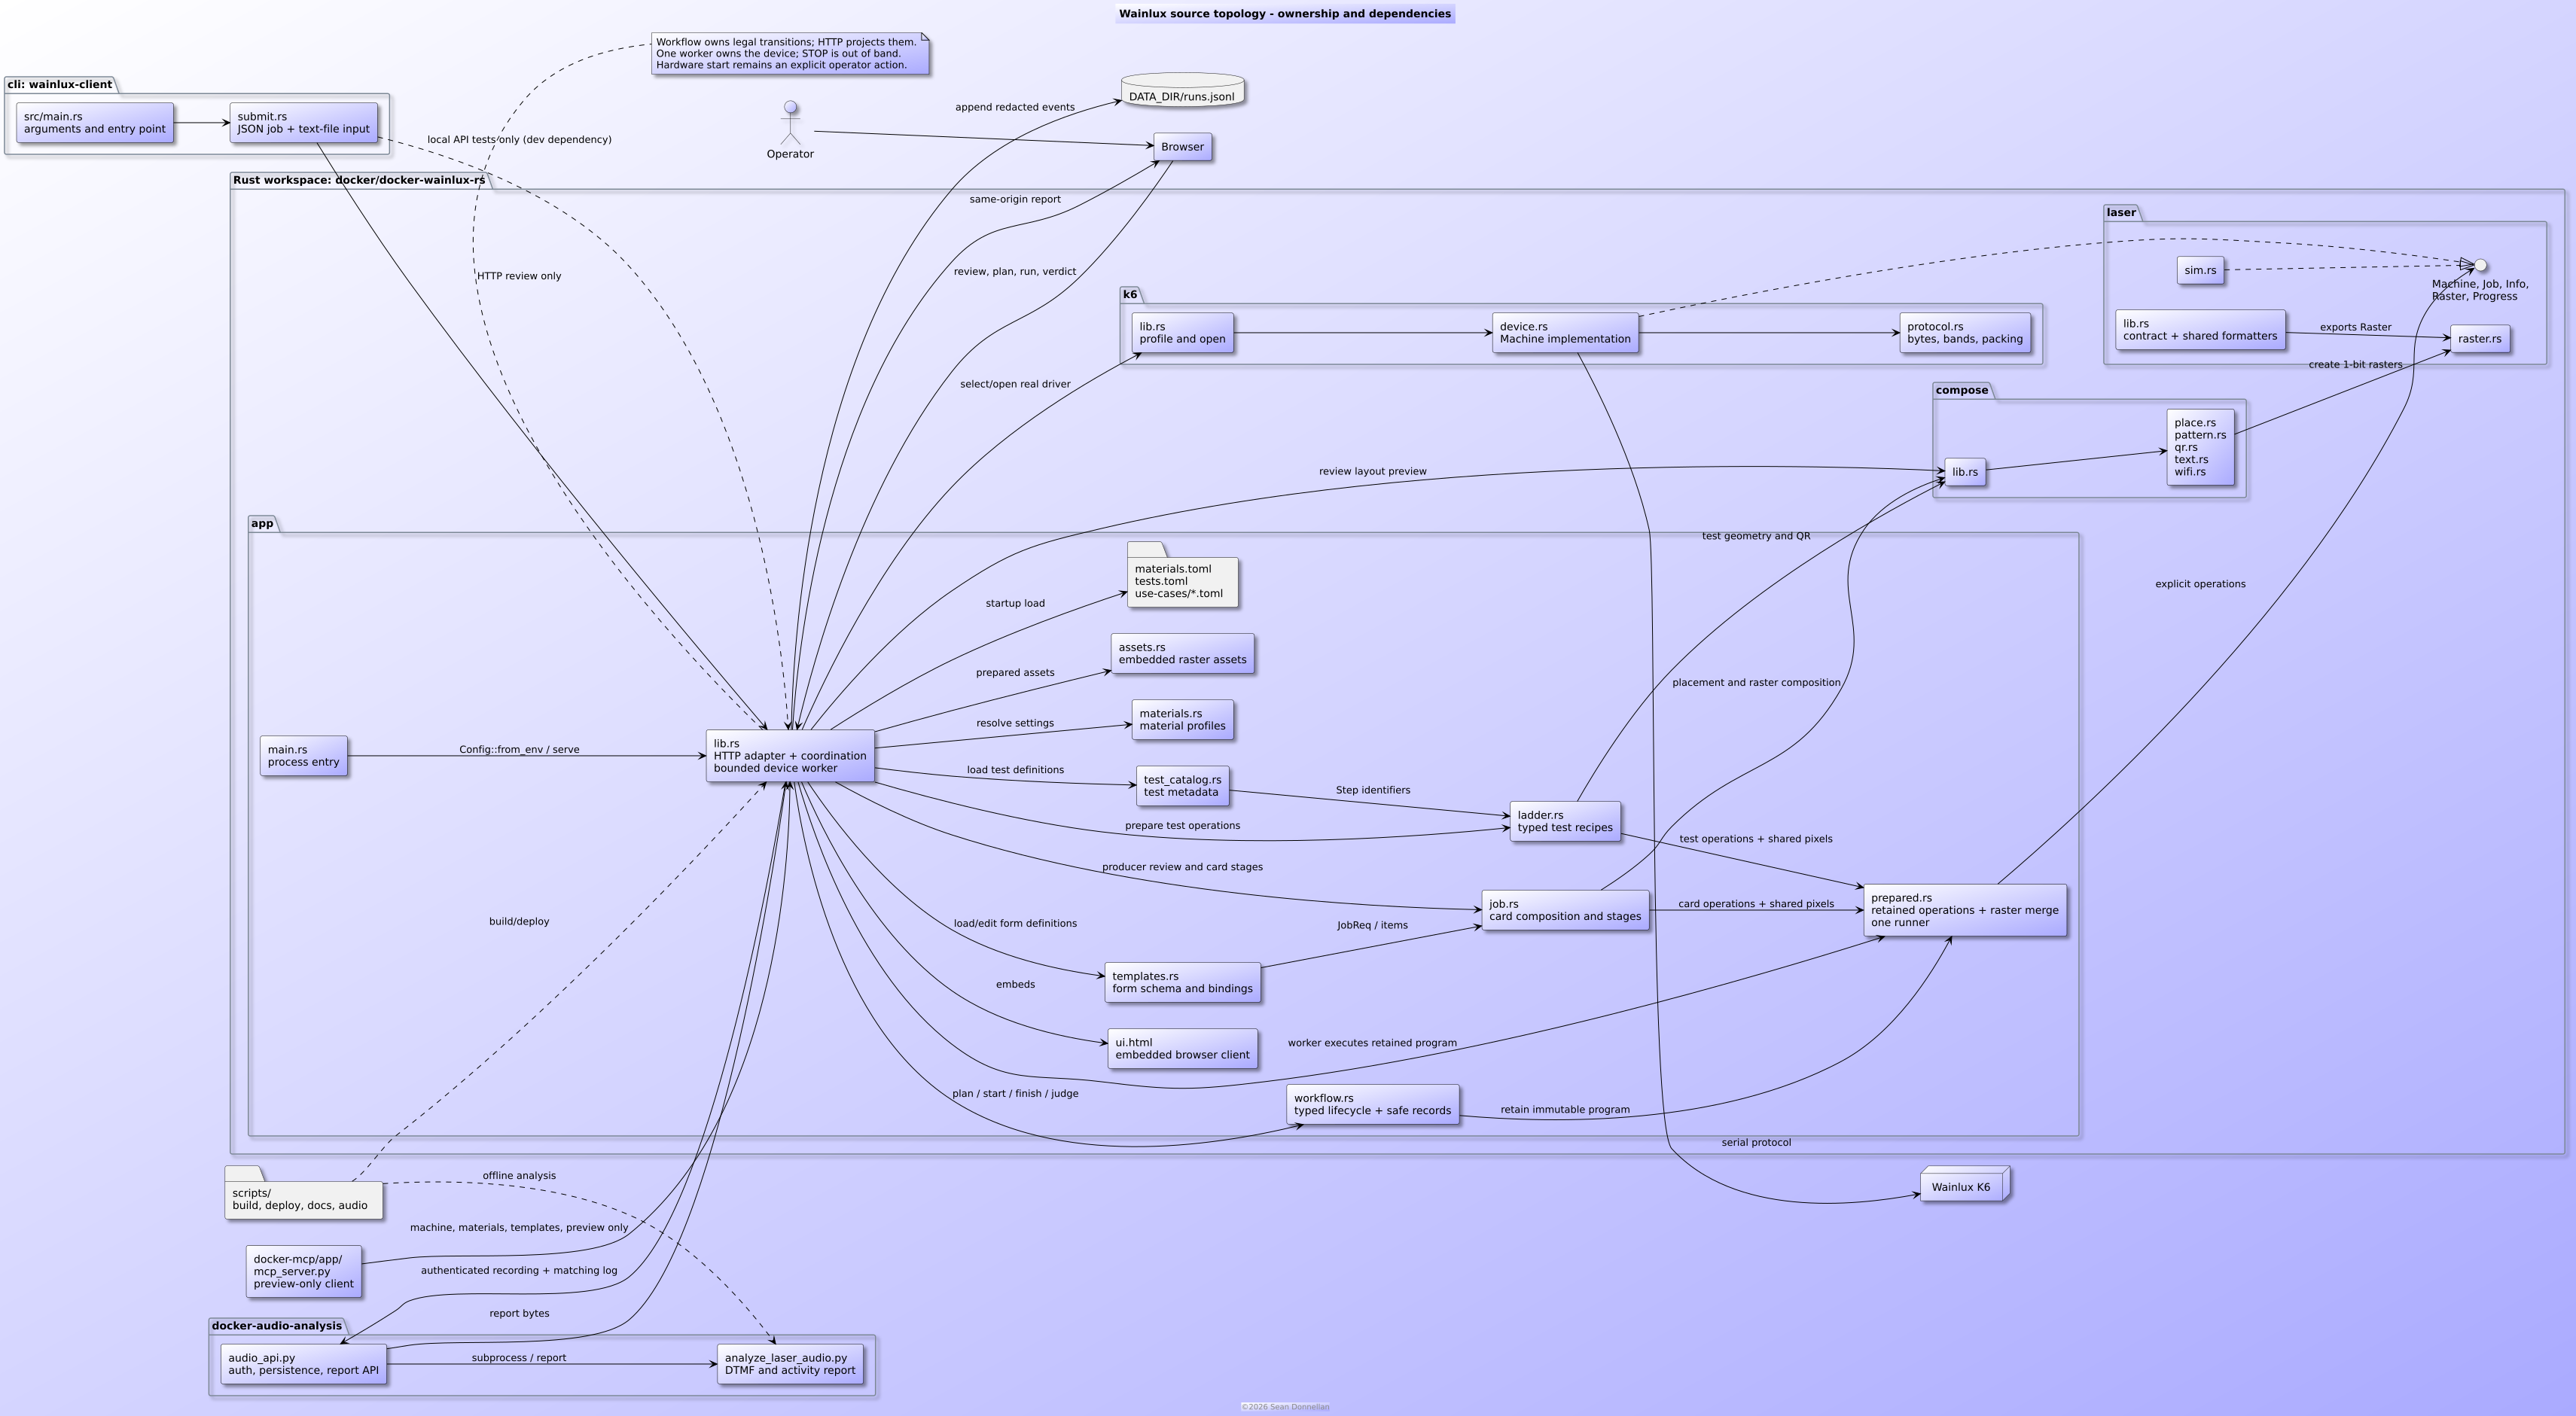 Wainlux source topology - ownership and dependencies
Workflow owns legal transitions; HTTP projects them.
One worker owns the device; STOP is out of band.
Hardware start remains an explicit operator action.
cli: wainlux-client
src/main.rs
arguments and entry point
submit.rs
JSON job + text-file input
local API tests only (dev dependency)
Operator
append redacted events
DATA_DIR/runs.jsonl
Browser
Rust workspace: docker/docker-wainlux-rs
same-origin report
HTTP review only
review, plan, run, verdict
select/open real driver
k6
lib.rs
profile and open
device.rs
Machine implementation
protocol.rs
bytes, bands, packing
laser
sim.rs
Machine, Job, Info,
Raster, Progress
lib.rs
contract + shared formatters
exports Raster
raster.rs
create 1-bit rasters
compose
lib.rs
place.rs
pattern.rs
qr.rs
text.rs
wifi.rs
review layout preview
test geometry and QR
explicit operations
app
materials.toml
tests.toml
use-cases/*.toml
startup load
assets.rs
embedded raster assets
prepared assets
placement and raster composition
materials.rs
material profiles
resolve settings
main.rs
process entry
Config::from_env / serve
lib.rs
HTTP adapter + coordination
bounded device worker
load test definitions
test_catalog.rs
test metadata
Step identifiers
ladder.rs
typed test recipes
prepare test operations
test operations + shared pixels
producer review and card stages
job.rs
card composition and stages
card operations + shared pixels
prepared.rs
retained operations + raster merge
one runner
build/deploy
load/edit form definitions
JobReq / items
templates.rs
form schema and bindings
embeds
ui.html
embedded browser client
worker executes retained program
plan / start / finish / judge
workflow.rs
typed lifecycle + safe records
retain immutable program
serial protocol
Wainlux K6
scripts/
build, deploy, docs, audio
offline analysis
machine, materials, templates, preview only
docker-mcp/app/
mcp_server.py
preview-only client
authenticated recording + matching log
report bytes
docker-audio-analysis
audio_api.py
auth, persistence, report API
subprocess / report
analyze_laser_audio.py
DTMF and activity report
©2026 Sean Donnellan